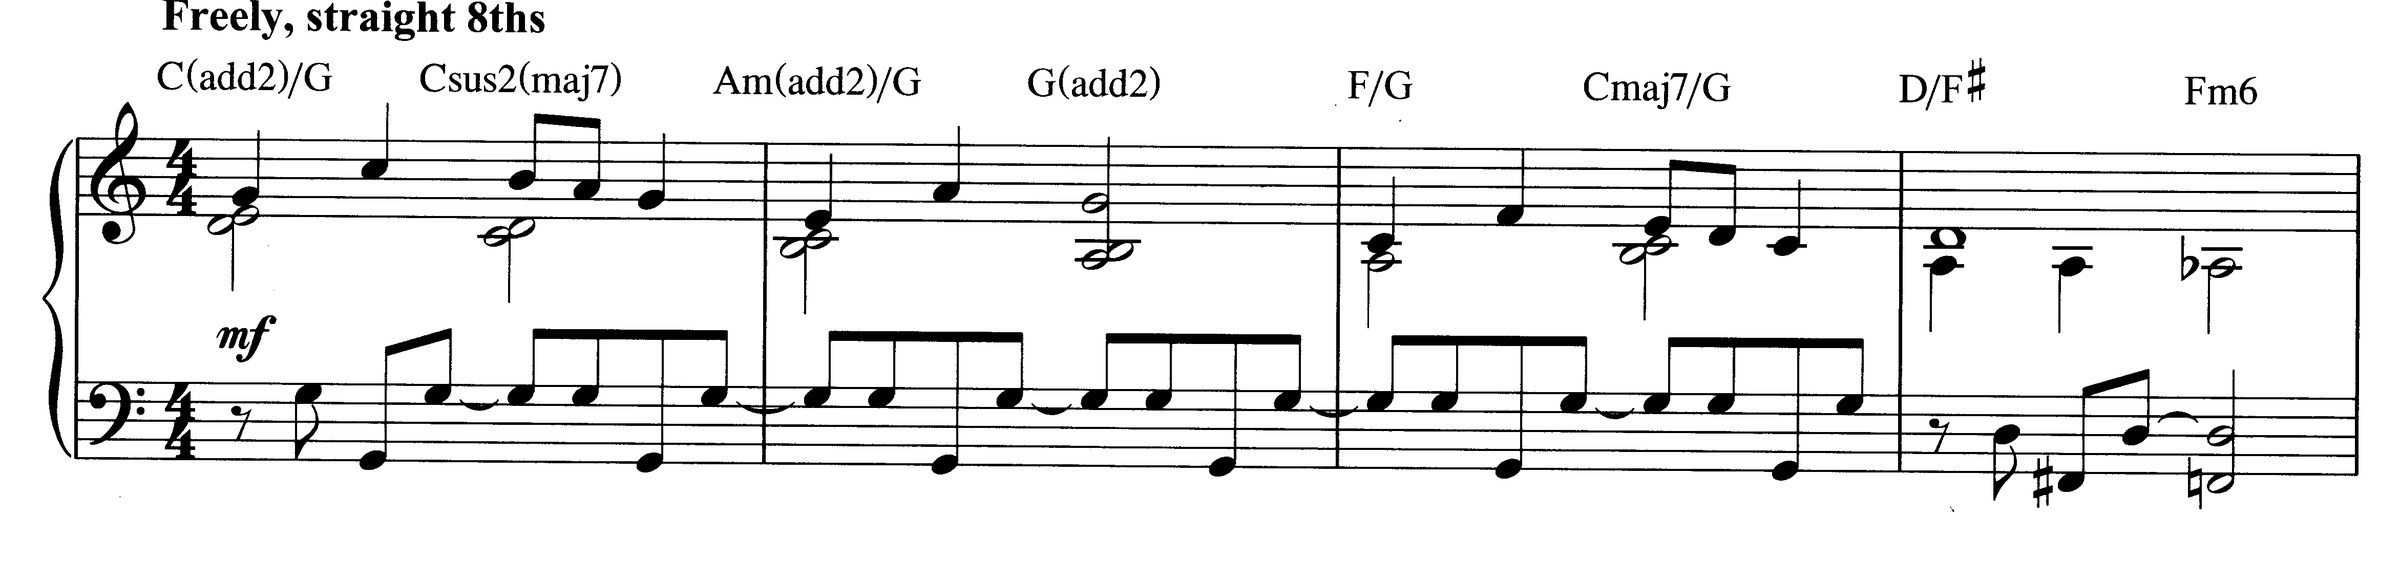 Freely, straight 8ths
C(add2)/G Csus2(maj7) Am(add2)/G G(add2) F/G Cmaj7/G D/F♯ Fm6
4 4
mf
4 4